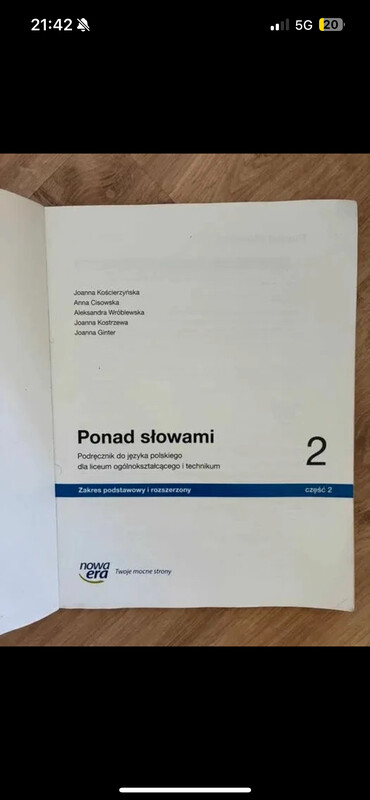 21:42
5G
20
Joanna Kościerzyńska
Anna Cisowska
Aleksandra Wróblewska
Joanna Kostrzewa
Joanna Ginter
Ponad słowami
2
Podręcznik do języka polskiego
dla liceum ogólnokształcącego i technikum
Zakres podstawowy i rozszerzony
część 2
nowa
era
Twoje mocne strony